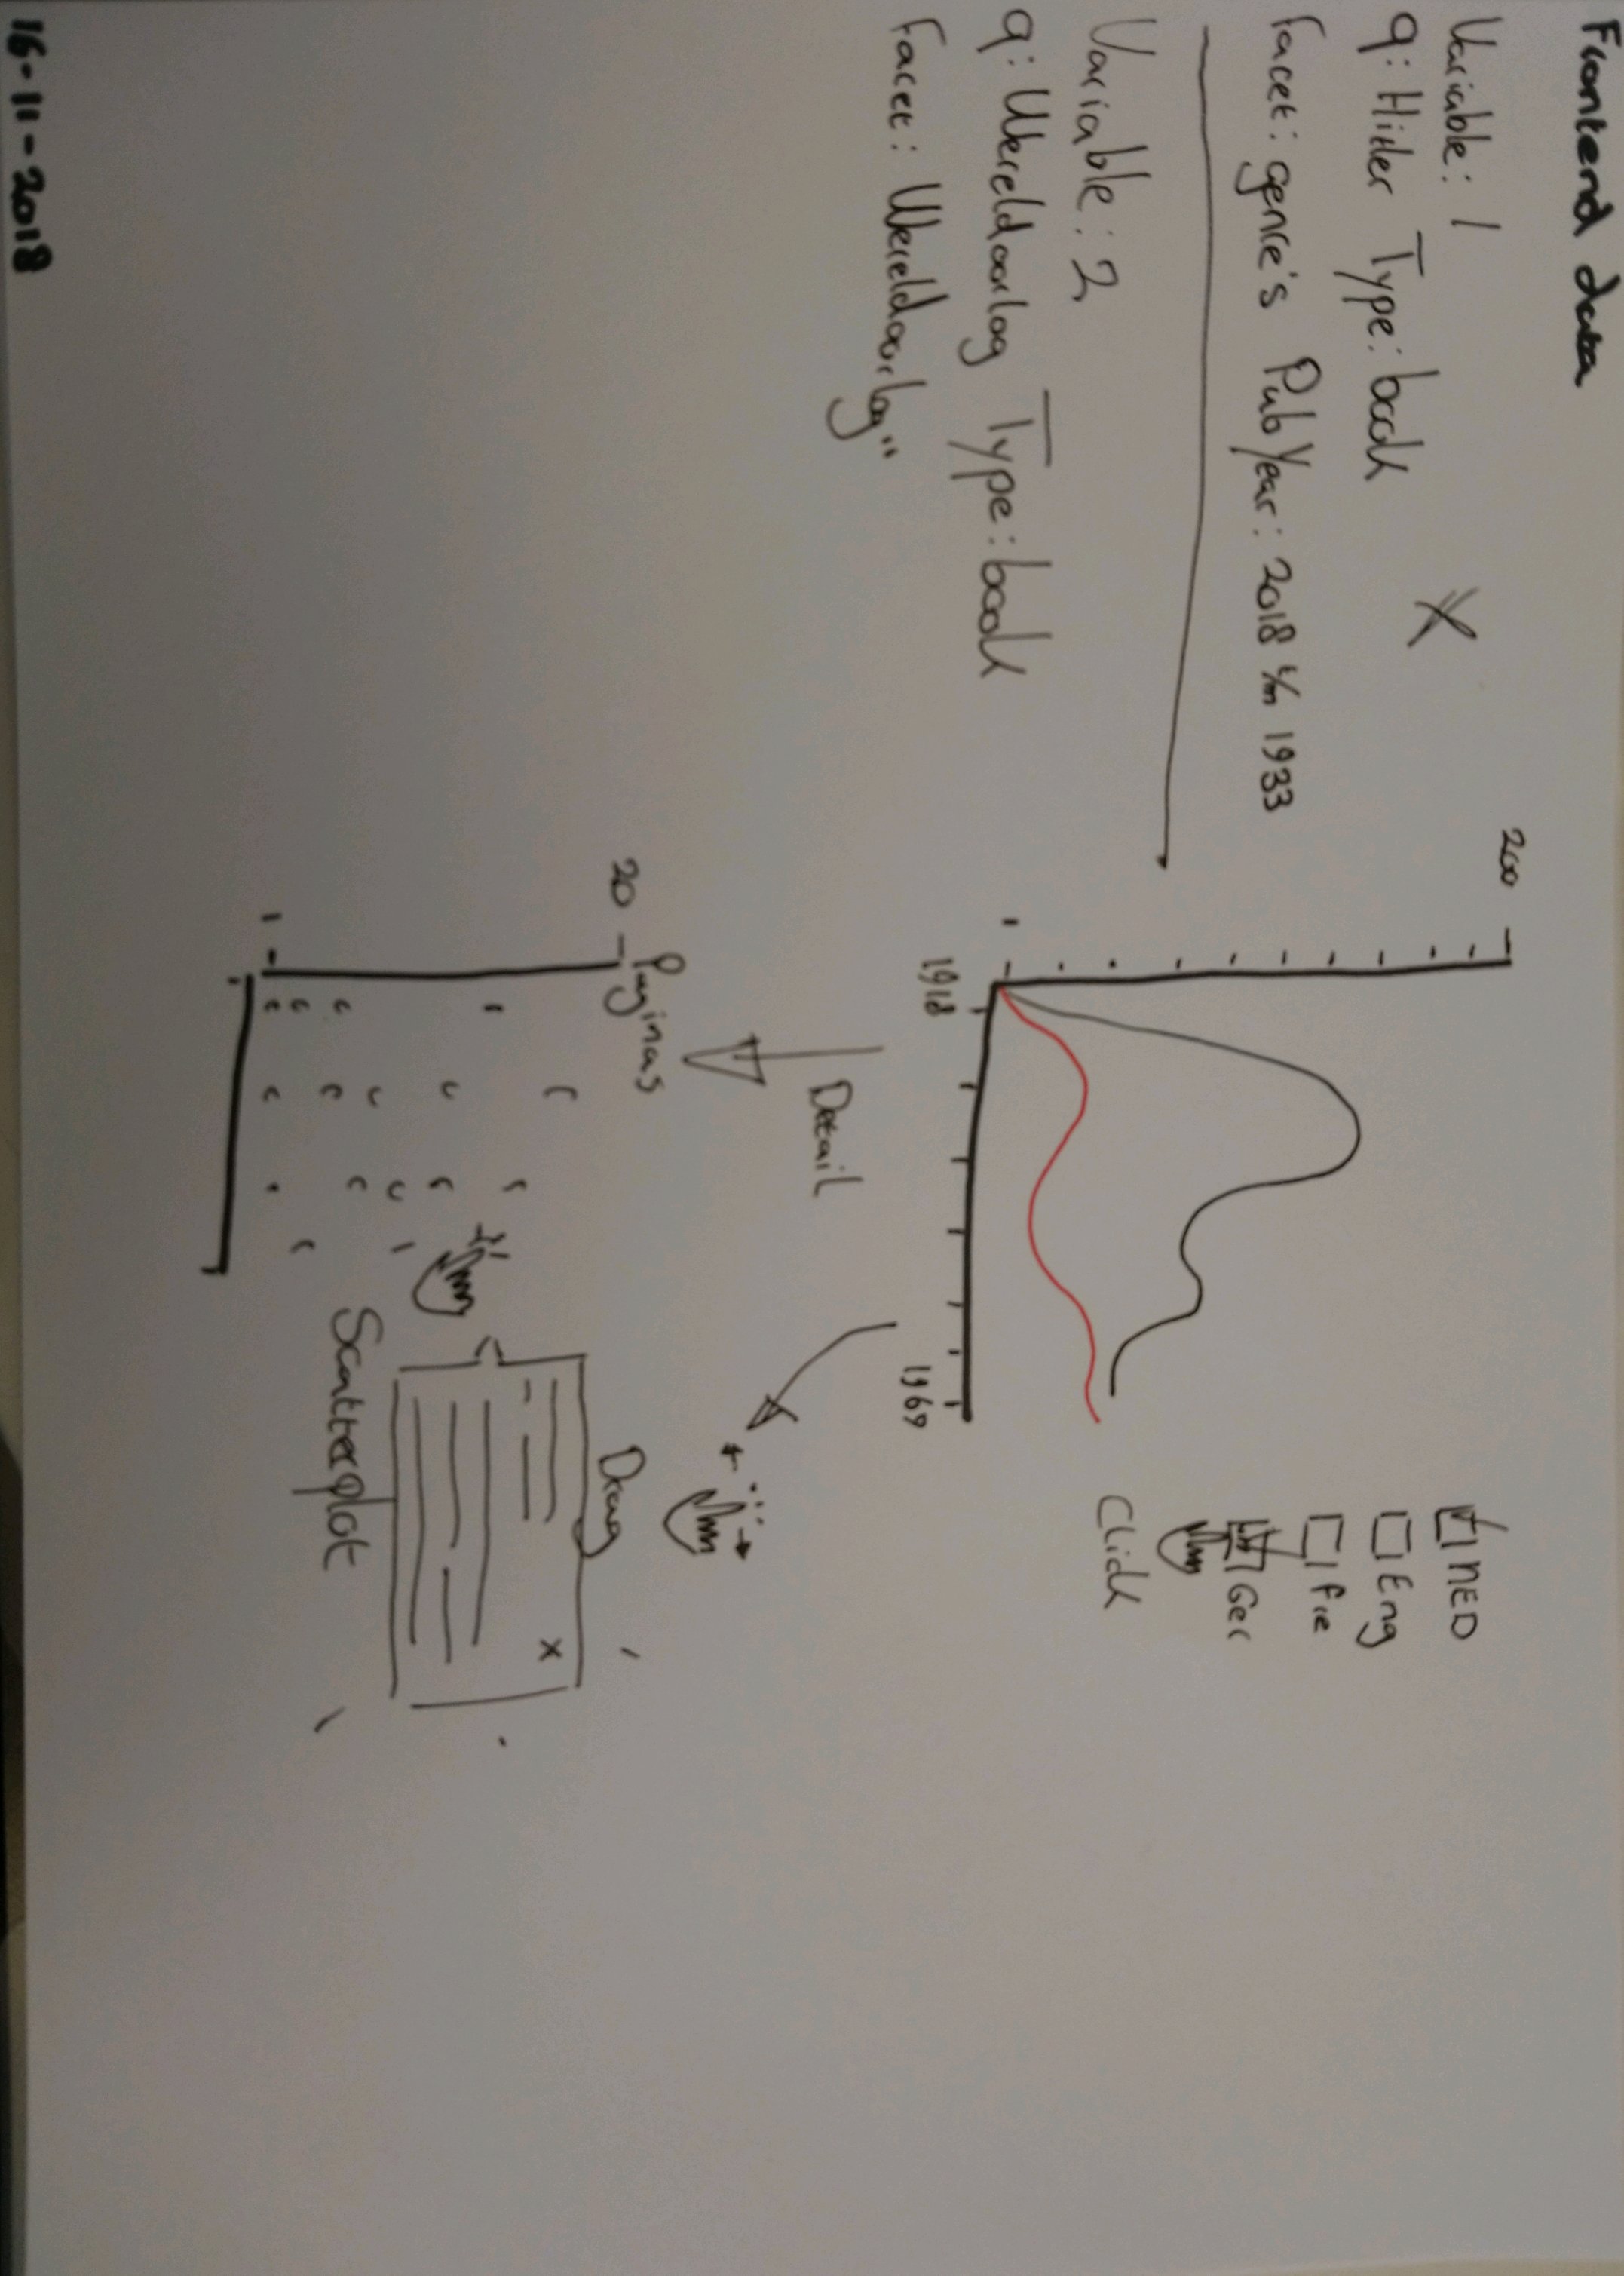 Frontend data
Variable: 1
q: Hitler Type: book
X
Facet: genre's PubYear: 2018 t/m 1933
Variable: 2
q: Wereldoorlog Type: book
Facet: Wereldoorlog"
200
1
1918
1969
NED
Eng
fre
Ger
Click
Detail
Drag
Paginas
20
1
x
Scatterplot
16-11-2018